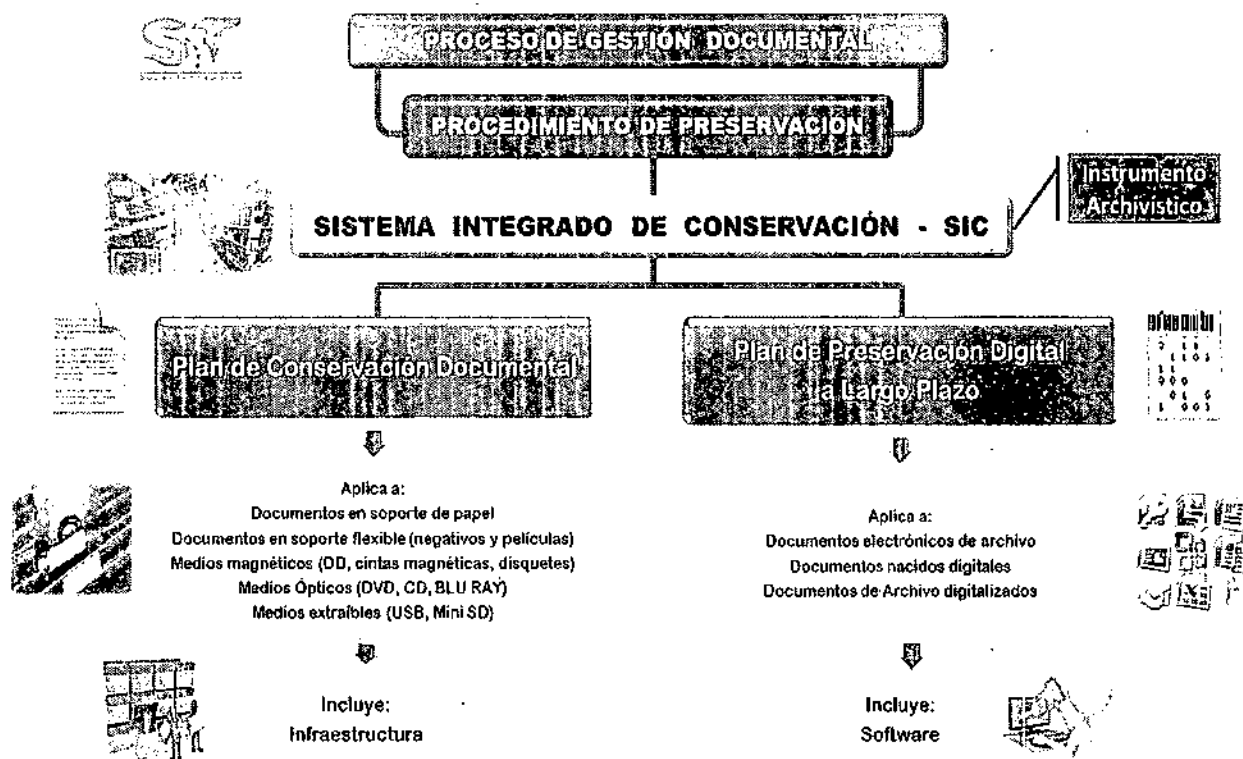 PROCESO DE GESTIÓN DOCUMENTAL
PROCEDIMIENTO DE PRESERVACIÓN
Instrumento
Archivístico
SISTEMA INTEGRADO DE CONSERVACIÓN - SIC
Plan de Conservación Documental
Aplica a:
Documentos en soporte de papel
Documentos en soporte flexible (negativos y películas)
Medios magnéticos (DD, cintas magnéticas, disquetes)
Medios Ópticos (DVD, CD, BLU RAY)
Medios extraíbles (USB, Mini SD)
Incluye:
Infraestructura
Plan de Preservación Digital
a Largo Plazo
Aplica a:
Documentos electrónicos de archivo
Documentos nacidos digitales
Documentos de Archivo digitalizados
Incluye:
Software